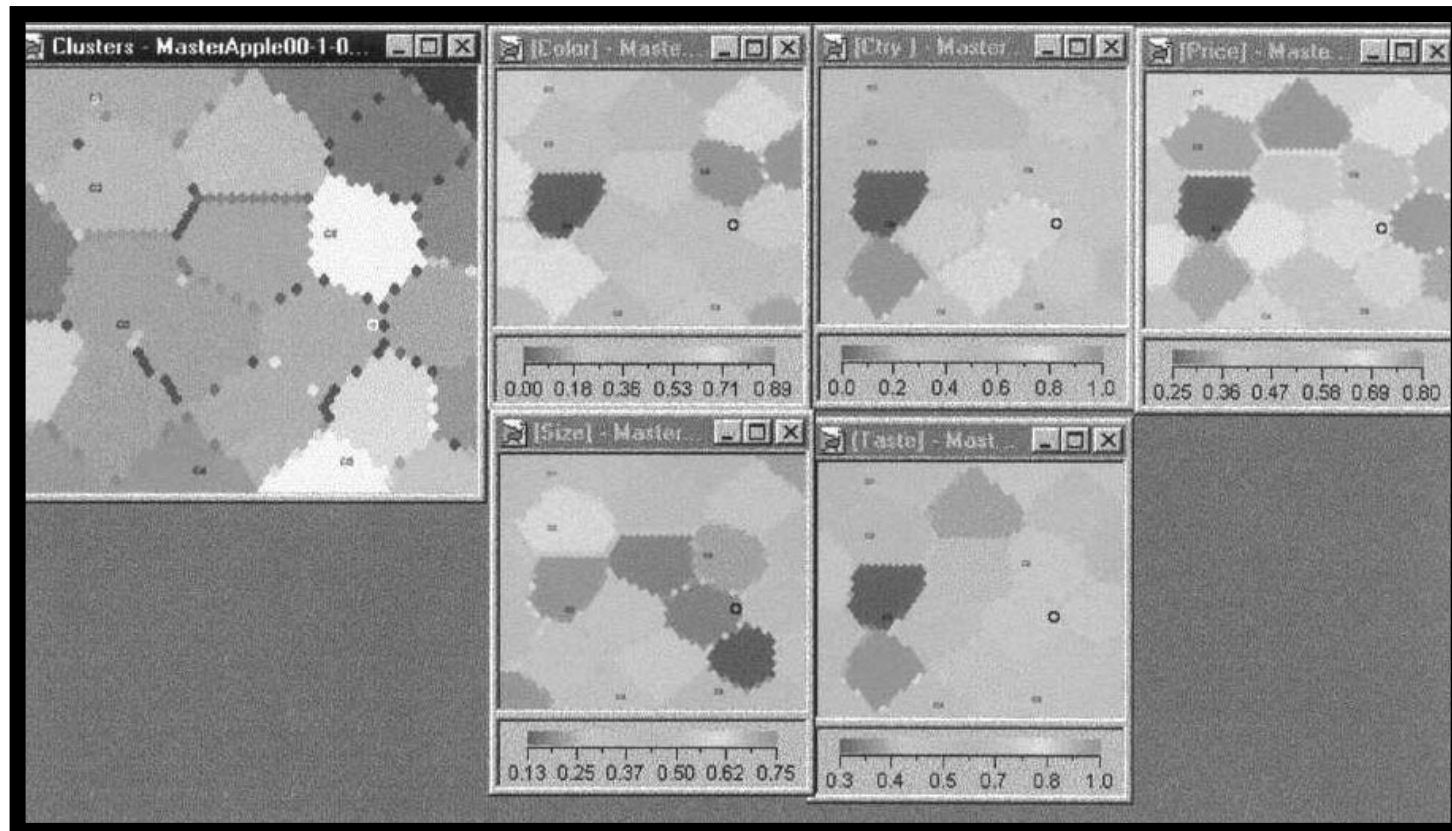 Clusters - MasterApple00-1-0...
[Color] - Maste...
[Ctry ] - Master...
[Price] - Maste...
0.00 0.18 0.36 0.53 0.71 0.89
0.0 0.2 0.4 0.6 0.8 1.0
0.25 0.36 0.47 0.58 0.69 0.80
[Size] - Master...
[Taste] - Mast...
0.13 0.25 0.37 0.50 0.62 0.75
0.3 0.4 0.5 0.7 0.8 1.0